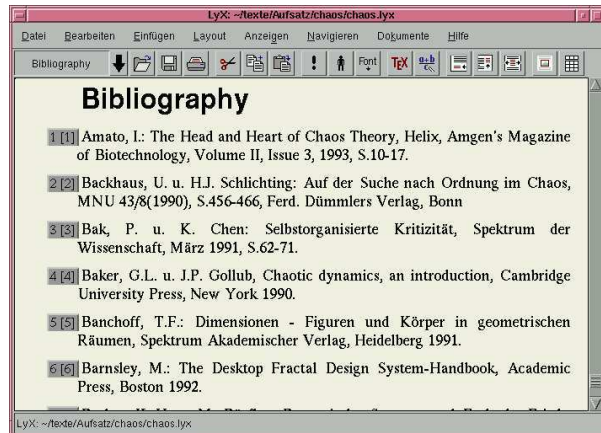 LyX: ~/texte/Aufsatz/chaos/chaos.lyx
Datei Bearbeiten Einfügen Layout Anzeigen Navigieren Dokumente Hilfe
Bibliography Font TEX a+b
Bibliography
1 [1] Amato, I.: The Head and Heart of Chaos Theory, Helix, Amgen's Magazine
of Biotechnology, Volume II, Issue 3, 1993, S.10-17.
2 [2] Backhaus, U. u. H.J. Schlichting: Auf der Suche nach Ordnung im Chaos,
MNU 43/8(1990), S.456-466, Ferd. Dümmlers Verlag, Bonn
3 [3] Bak, P. u. K. Chen: Selbstorganisierte Kritizität, Spektrum der
Wissenschaft, März 1991, S.62-71.
4 [4] Baker, G.L. u. J.P. Gollub, Chaotic dynamics, an introduction, Cambridge
University Press, New York 1990.
5 [5] Banchoff, T.F.: Dimensionen - Figuren und Körper in geometrischen
Räumen, Spektrum Akademischer Verlag, Heidelberg 1991.
6 [6] Barnsley, M.: The Desktop Fractal Design System-Handbook, Academic
Press, Boston 1992.
LyX: ~/texte/Aufsatz/chaos/chaos.lyx